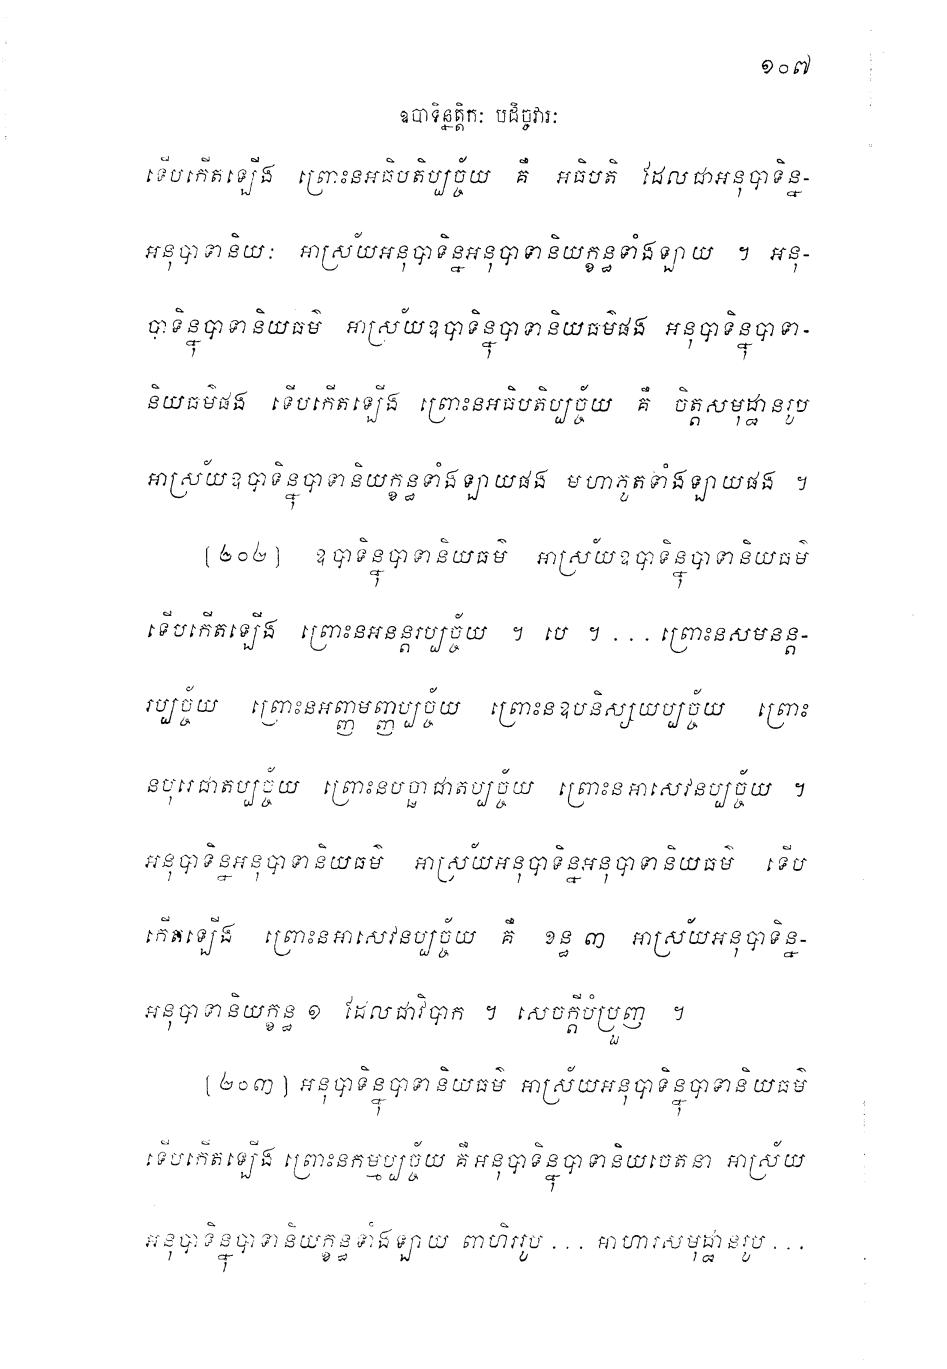 ១០៧
ឧបាទិន្នត្តិកៈ បដិច្ចវារៈ
ទើបកើតឡើង ព្រោះនអធិបតិប្បច្ច័យ គឺ អធិបតិ ដែលជាអនុបាទិន្ន-
អនុបាទានិយៈ អាស្រ័យអនុបាទិន្នអនុបាទានិយក្ខន្ធទាំងឡាយ ។ អនុ-
បាទិន្នុបាទានិយធម៌ អាស្រ័យឧបាទិន្នុបាទានិយធម៌ផង អនុបាទិន្នុបាទា-
និយធម៌ផង ទើបកើតឡើង ព្រោះនអធិបតិប្បច្ច័យ គឺ ចិត្តសមុដ្ឋានរូប
អាស្រ័យឧបាទិន្នុបាទានិយក្ខន្ធទាំងឡាយផង មហាភូតទាំងឡាយផង ។
(២០២) ឧបាទិន្នុបាទានិយធម៌ អាស្រ័យឧបាទិន្នុបាទានិយធម៌
ទើបកើតឡើង ព្រោះនអនន្តរប្បច្ច័យ ។ បេ ។ ... ព្រោះនសមនន្ត-
រប្បច្ច័យ ព្រោះនអញ្ញមញ្ញប្បច្ច័យ ព្រោះនឧបនិស្សយប្បច្ច័យ ព្រោះ
នបុរេជាតប្បច្ច័យ ព្រោះនបច្ឆាជាតប្បច្ច័យ ព្រោះនអាសេវនប្បច្ច័យ ។
អនុបាទិន្នអនុបាទានិយធម៌ អាស្រ័យអនុបាទិន្នអនុបាទានិយធម៌ ទើប
កើតឡើង ព្រោះនអាសេវនប្បច្ច័យ គឺ ខន្ធ ៣ អាស្រ័យអនុបាទិន្ន-
អនុបាទានិយក្ខន្ធ ១ ដែលជាវិបាក ។ សេចក្តីបំប្រួញ ។
(២០៣) អនុបាទិន្នុបាទានិយធម៌ អាស្រ័យអនុបាទិន្នុបាទានិយធម៌
ទើបកើតឡើង ព្រោះនកម្មប្បច្ច័យ គឺអនុបាទិន្នុបាទានិយចេតនា អាស្រ័យ
អនុបាទិន្នុបាទានិយក្ខន្ធទាំងឡាយ ពាហិររូប ... អាហារសមុដ្ឋានរូប ...